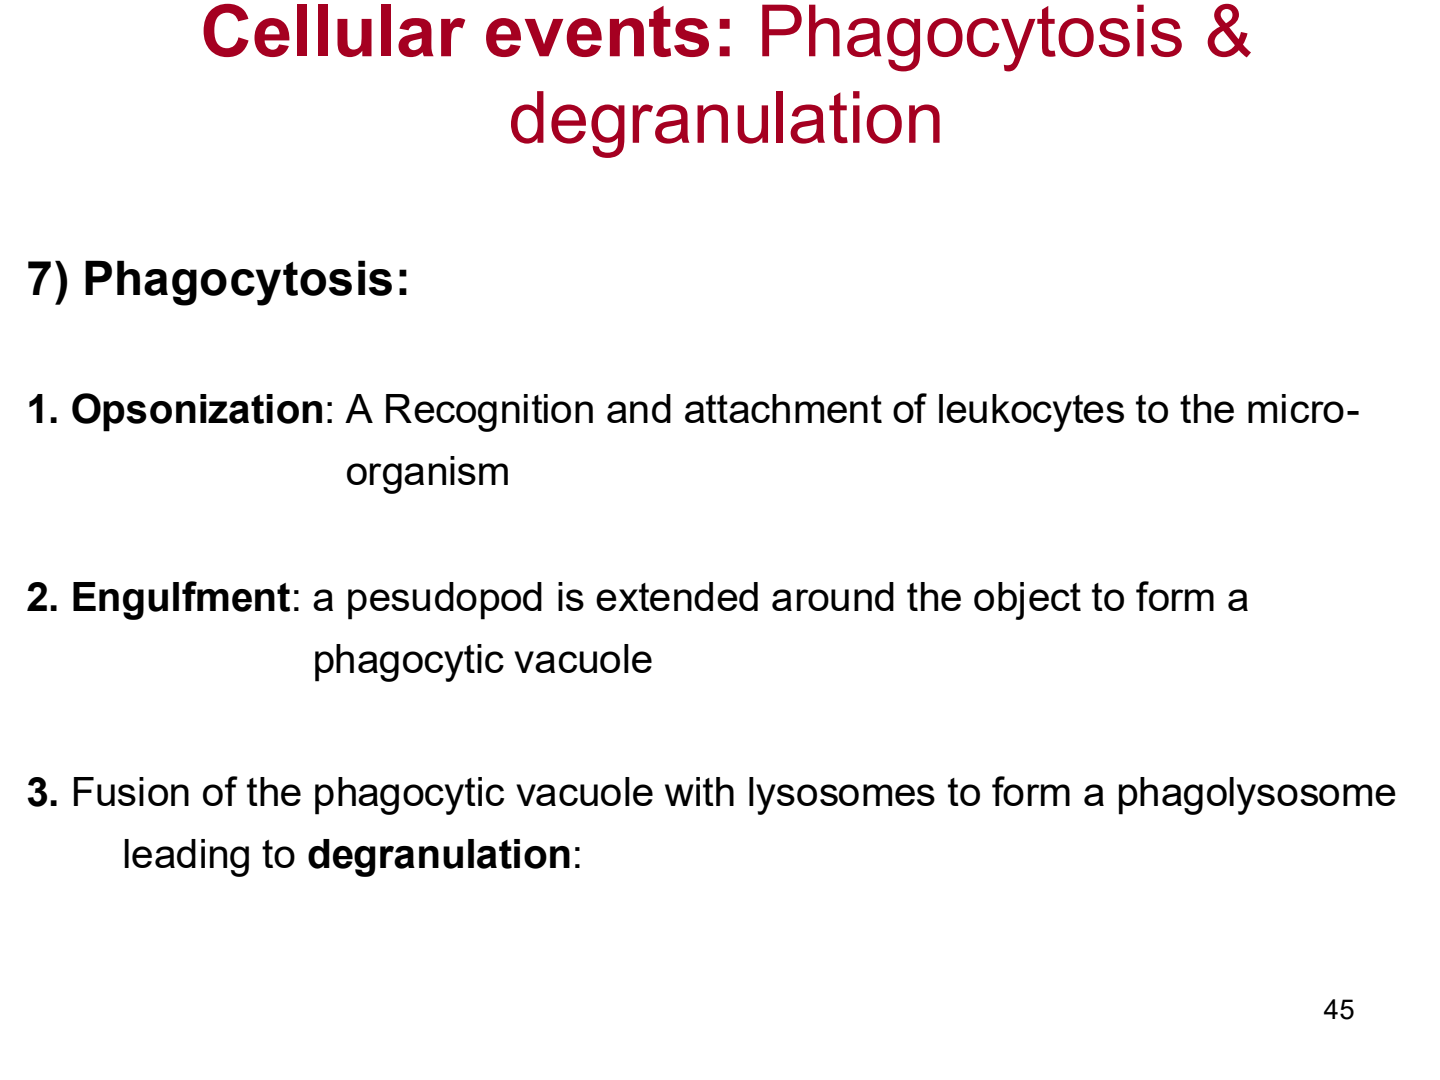 Cellular events: Phagocytosis &
degranulation
7) Phagocytosis:
1. Opsonization: A Recognition and attachment of leukocytes to the micro-
organism
2. Engulfment: a pesudopod is extended around the object to form a
phagocytic vacuole
3. Fusion of the phagocytic vacuole with lysosomes to form a phagolysosome
leading to degranulation:
45